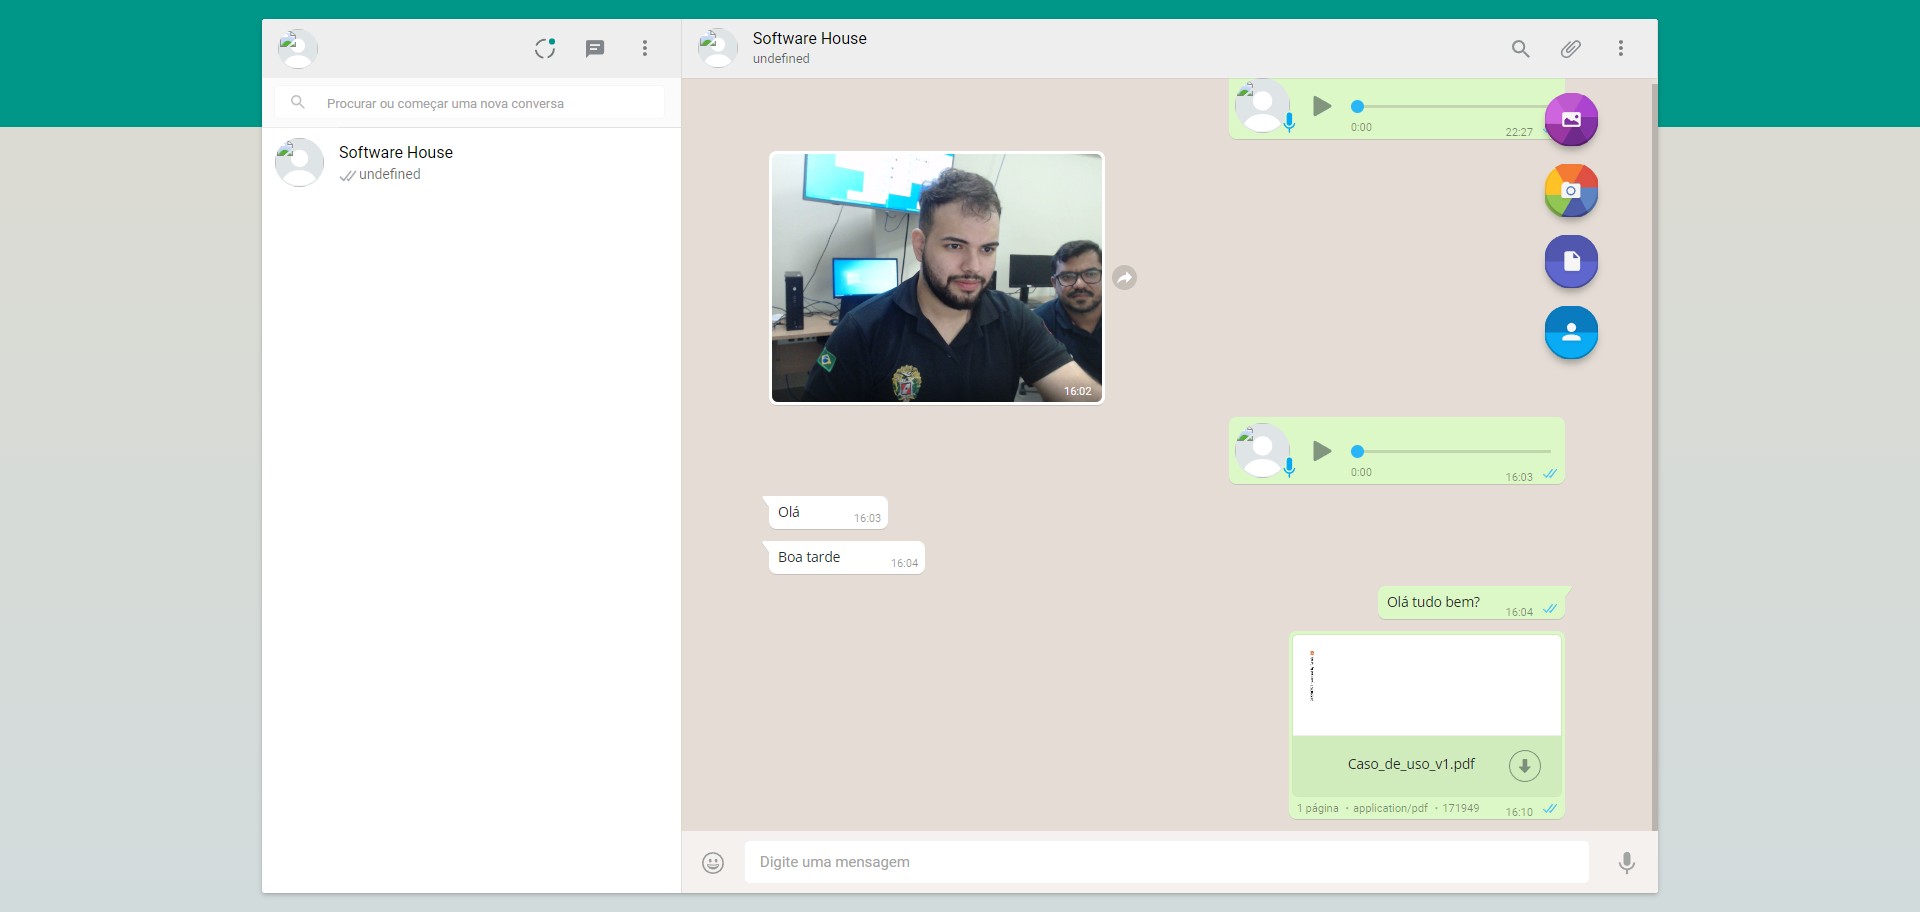 Procurar ou começar uma nova conversa
Software House
undefined
Software House
undefined
0:00
22:27
16:02
0:00
16:03
Olá
16:03
Boa tarde
16:04
Olá tudo bem?
16:04
Caso_de_uso_v1.pdf
1 página • application/pdf • 171949
16:10
Digite uma mensagem